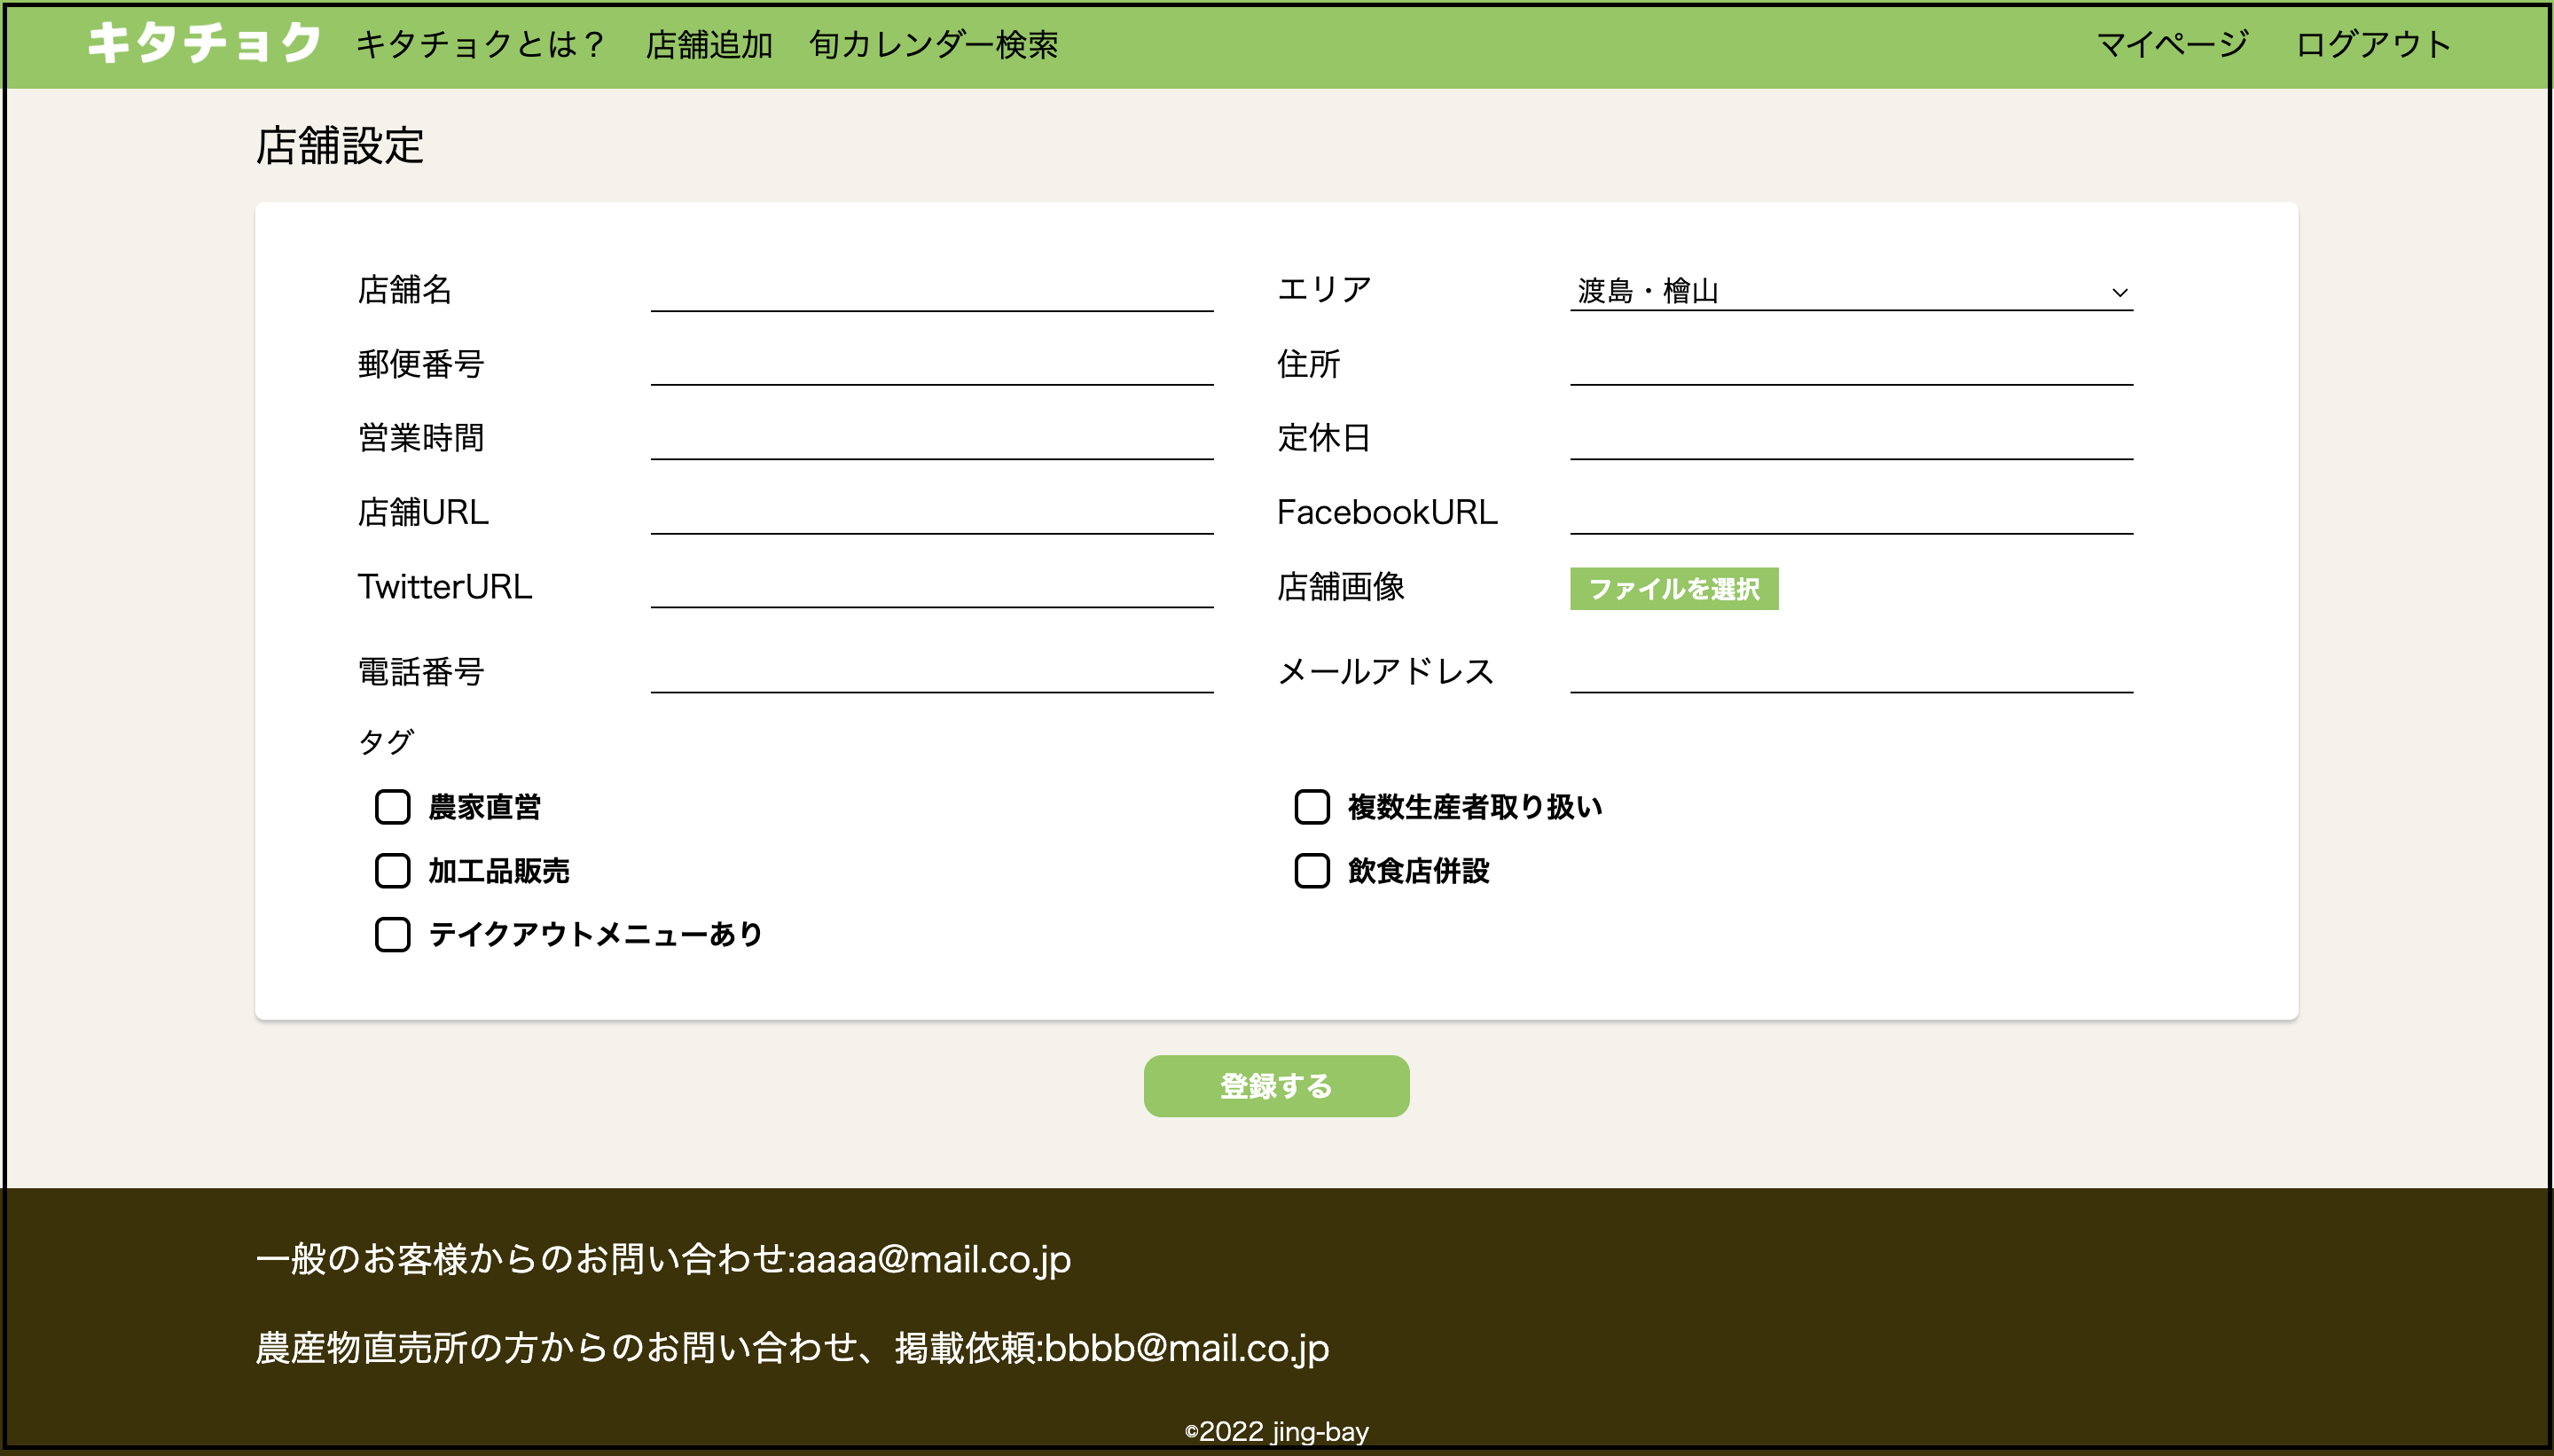 キタチョク キタチョクとは？ 店舗追加 旬カレンダー検索 マイページ ログアウト
店舗設定
店舗名 エリア 渡島・檜山
郵便番号 住所
営業時間 定休日
店舗URL FacebookURL
TwitterURL 店舗画像 ファイルを選択
電話番号 メールアドレス
タグ
農家直営 複数生産者取り扱い
加工品販売 飲食店併設
テイクアウトメニューあり
登録する
一般のお客様からのお問い合わせ:aaaa@mail.co.jp
農産物直売所の方からのお問い合わせ、掲載依頼:bbbb@mail.co.jp
©2022 jing-bay